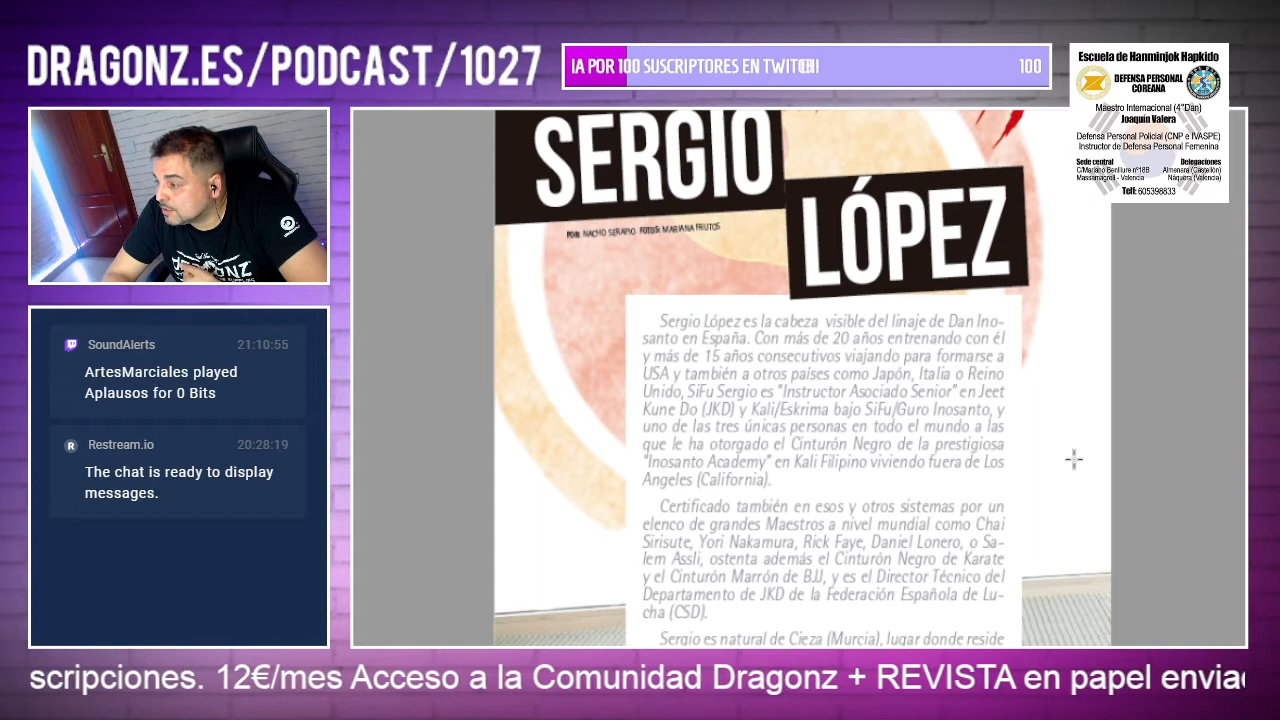 DRAGONZ.ES/PODCAST/1027
IA POR 100 SUSCRIPTORES EN TWITCH!
100
Escuela de Hanminjok Hapkido
DEFENSA PERSONAL
COREANA
Maestro Internacional (4°Dan)
Joaquín Valera
Defensa Personal Policial (CNP e IVASPE)
Instructor de Defensa Personal Femenina
Sede central
C/Mariano Benlliure nº18B
Massamagrell - Valencia
Delegaciones
Almenara (Castellón)
Náquera (Valencia)
Telf: 605398833
SERGIO
LÓPEZ
POR: NACHO SERAPIO FOTOS: MARIANA FRUTOS
Sergio López es la cabeza visible del linaje de Dan Ino-
santo en España. Con más de 20 años entrenando con él
y más de 15 años consecutivos viajando para formarse a
USA y también a otros países como Japón, Italia o Reino
Unido, SiFu Sergio es "Instructor Asociado Senior" en Jeet
Kune Do (JKD) y Kali/Eskrima bajo SiFu/Guro Inosanto, y
uno de las tres únicas personas en todo el mundo a las
que le ha otorgado el Cinturón Negro de la prestigiosa
"Inosanto Academy" en Kali Filipino viviendo fuera de Los
Angeles (California).
Certificado también en esos y otros sistemas por un
elenco de grandes Maestros a nivel mundial como Chai
Sirisute, Yori Nakamura, Rick Faye, Daniel Lonero, o Sa-
lem Assli, ostenta además el Cinturón Negro de Karate
y el Cinturón Marrón de BJJ, y es el Director Técnico del
Departamento de JKD de la Federación Española de Lu-
cha (CSD).
Sergio es natural de Cieza (Murcia), lugar donde reside
SoundAlerts 21:10:55
ArtesMarciales played
Aplausos for 0 Bits
R Restream.io 20:28:19
The chat is ready to display
messages.
scripciones. 12€/mes Acceso a la Comunidad Dragonz + REVISTA en papel envia